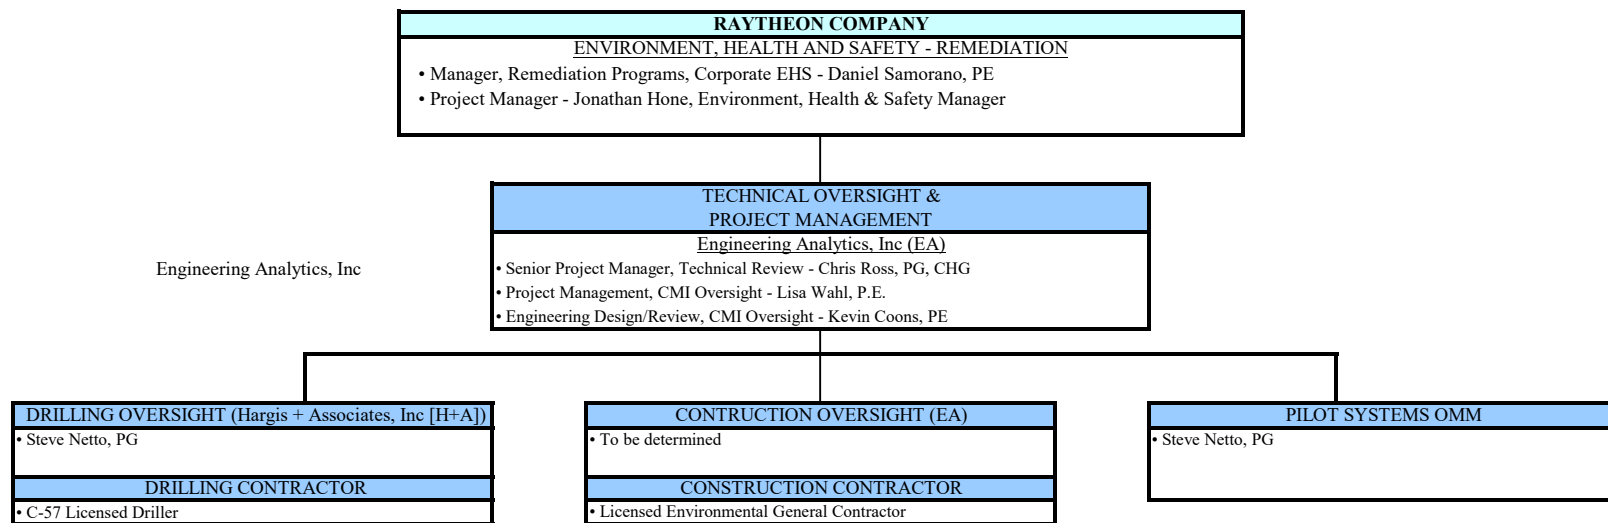 RAYTHEON COMPANY
ENVIRONMENT, HEALTH AND SAFETY - REMEDIATION
• Manager, Remediation Programs, Corporate EHS - Daniel Samorano, PE
• Project Manager - Jonathan Hone, Environment, Health & Safety Manager
TECHNICAL OVERSIGHT &
PROJECT MANAGEMENT
Engineering Analytics, Inc (EA)
Engineering Analytics, Inc
• Senior Project Manager, Technical Review - Chris Ross, PG, CHG
• Project Management, CMI Oversight - Lisa Wahl, P.E.
• Engineering Design/Review, CMI Oversight - Kevin Coons, PE
DRILLING OVERSIGHT (Hargis + Associates, Inc [H+A])
• Steve Netto, PG
DRILLING CONTRACTOR
• C-57 Licensed Driller
CONTRUCTION OVERSIGHT (EA)
• To be determined
CONSTRUCTION CONTRACTOR
• Licensed Environmental General Contractor
PILOT SYSTEMS OMM
• Steve Netto, PG